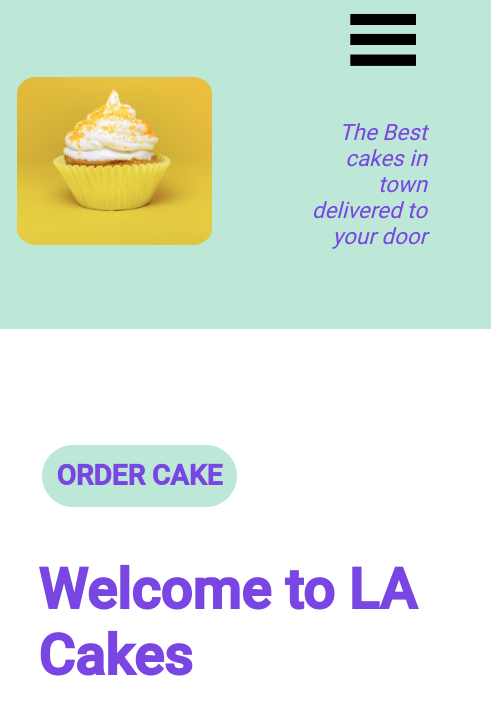 The Best
cakes in
town
delivered to
your door
ORDER CAKE
Welcome to LA
Cakes